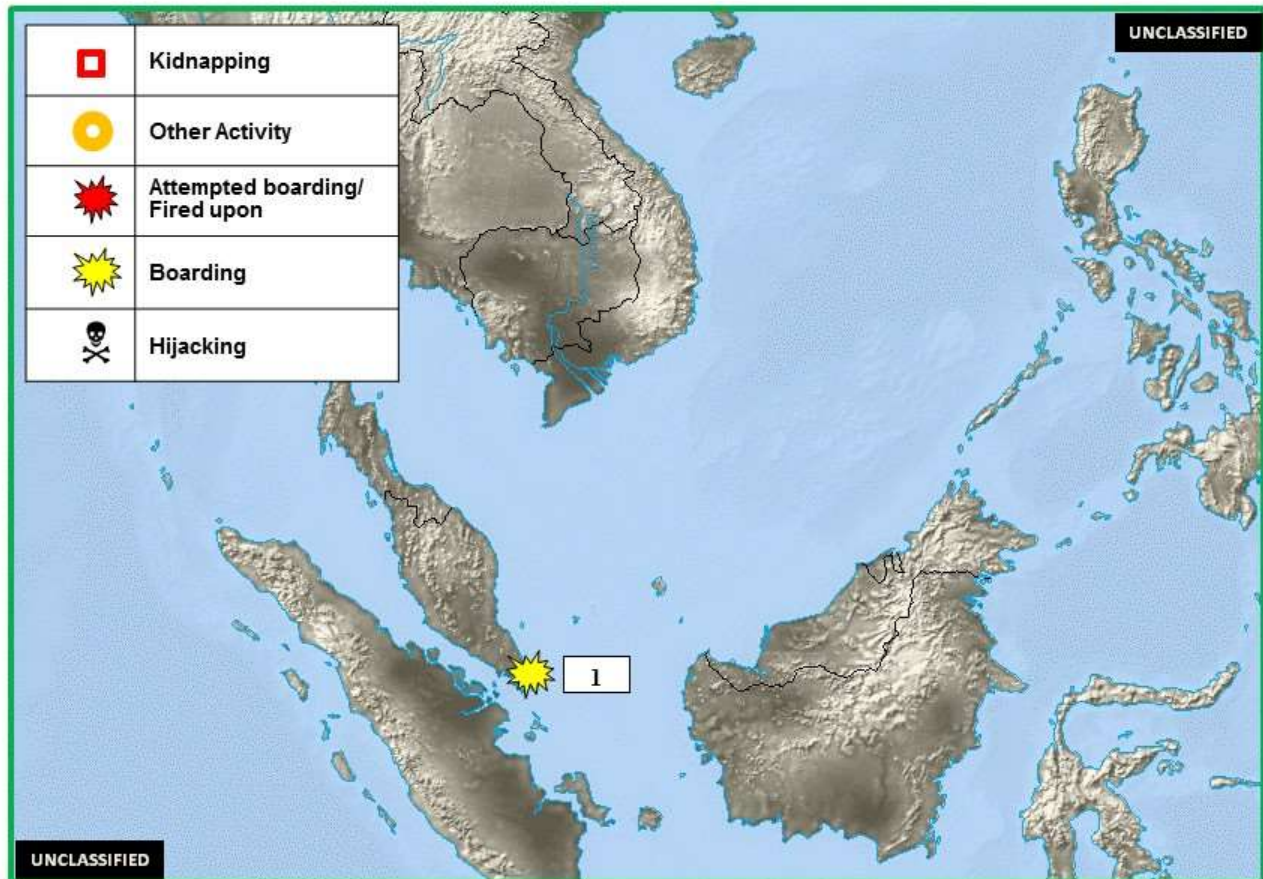 UNCLASSIFIED
Kidnapping
Other Activity
Attempted boarding/
Fired upon
Boarding
Hijacking
1
UNCLASSIFIED